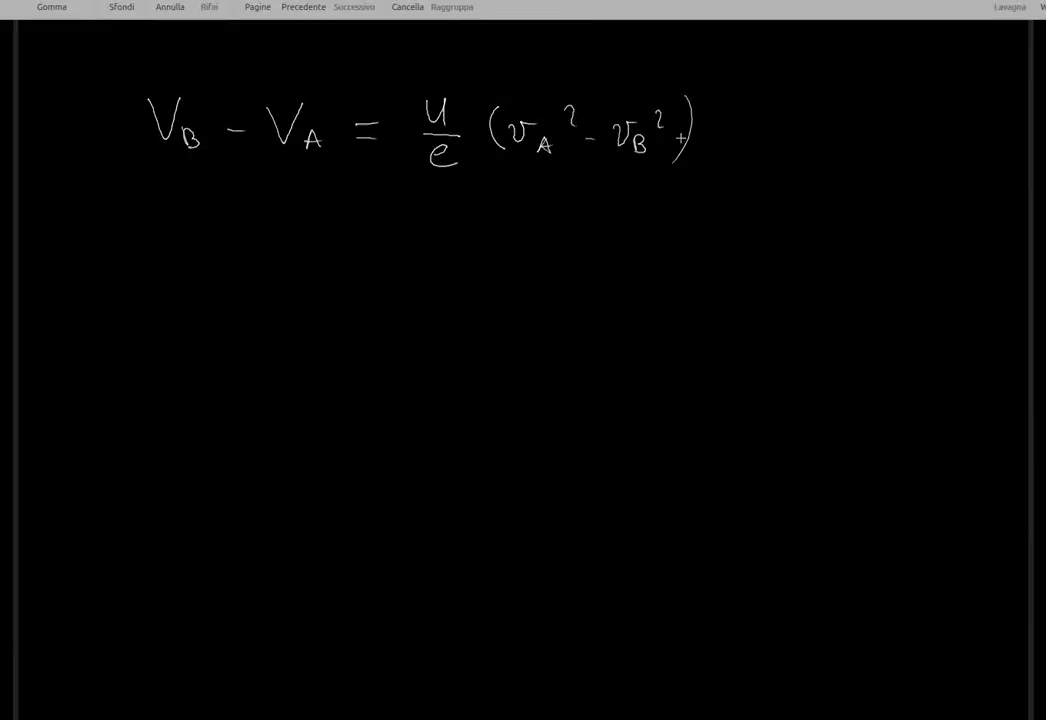 Gomma Sfondi Annulla Rifai Pagine Precedente Successivo Cancella Raggruppa Lavagna W
V_B - V_A = u/e (v_A² - v_B²)